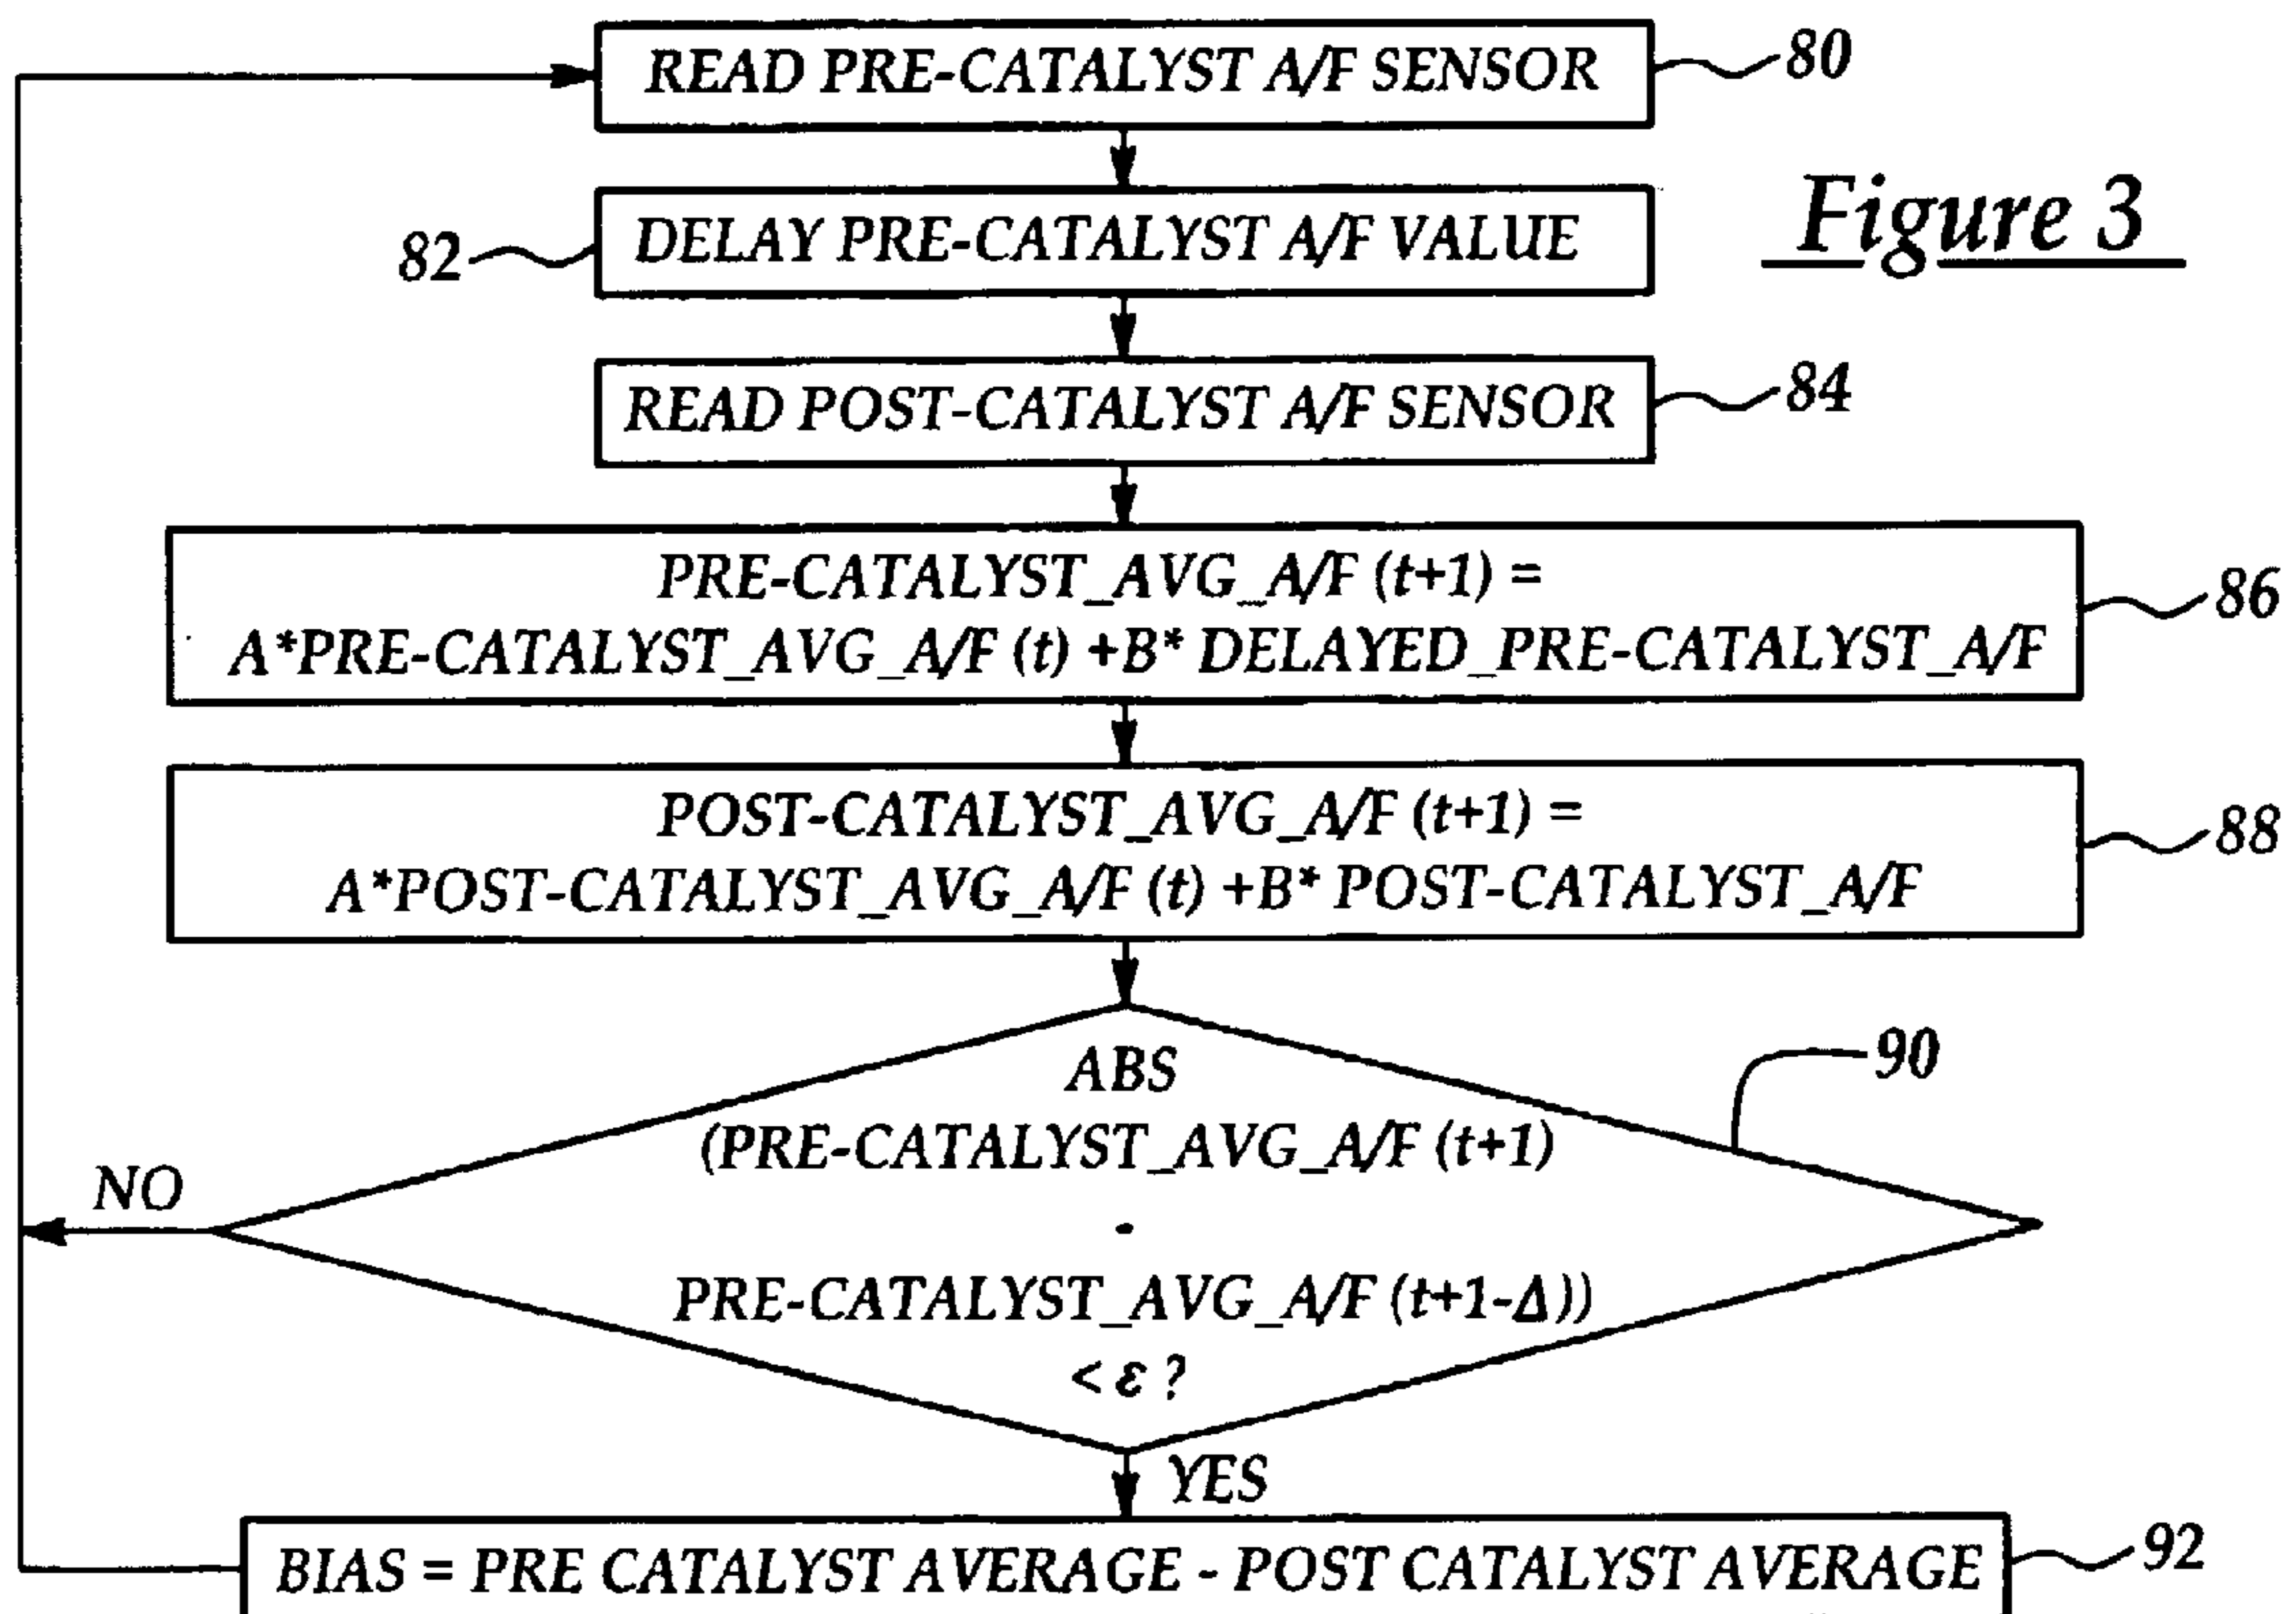 READ PRE-CATALYST A/F SENSOR
80
Figure 3
82
DELAY PRE-CATALYST A/F VALUE
READ POST-CATALYST A/F SENSOR
84
PRE-CATALYST_AVG_A/F (t+1) =
A*PRE-CATALYST_AVG_A/F (t) +B* DELAYED_PRE-CATALYST_A/F
86
POST-CATALYST_AVG_A/F (t+1) =
A*POST-CATALYST_AVG_A/F (t) +B* POST-CATALYST_A/F
88
ABS
90
(PRE-CATALYST_AVG_A/F (t+1)
-
PRE-CATALYST_AVG_A/F (t+1-Δ))
< ε ?
NO
YES
BIAS = PRE CATALYST AVERAGE - POST CATALYST AVERAGE
92